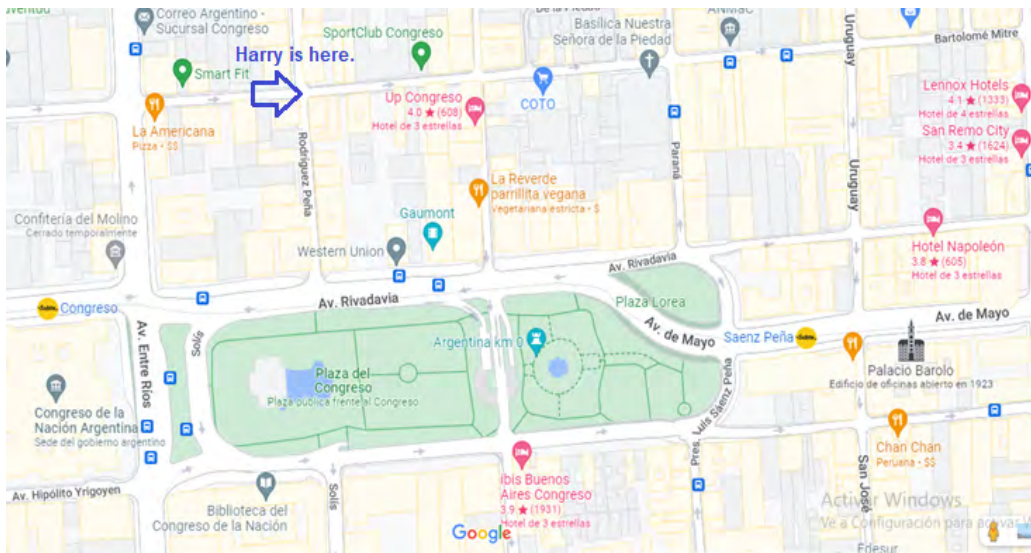 Correo Argentino -
Sucursal Congreso
SportClub Congreso
Basílica Nuestra
Señora de la Piedad
Uruguay
Bartolomé Mitre
Harry is here.
Smart Fit
COTO
Up Congreso
4.0 ★ (608)
Hotel de 3 estrellas
Lennox Hotels
4.1 ★ (1333)
Hotel de 4 estrellas
San Remo City
3.4 ★ (1624)
Hotel de 3 estrellas
La Americana
Pizza • $$
Rodríguez Peña
Paraná
Uruguay
La Reverde
parrillita vegana
Vegetariana estricta • $
Confitería del Molino
Cerrado temporalmente
Gaumont
Western Union
Hotel Napoleón
3.8 ★ (605)
Hotel de 3 estrellas
Av. Rivadavia
Av. Rivadavia
Plaza Lorea
Congreso
Av. de Mayo
Av. de Mayo
Saenz Peña
Argentina km 0
Av. Entre Ríos
Solís
Plaza del
Congreso
Plaza pública frente al Congreso
Palacio Barolo
Edificio de oficinas abierto en 1923
Congreso de la
Nación Argentina
Sede del gobierno argentino
Pres. Luis Sáenz Peña
Chan Chan
Peruana • $$
San José
Av. Hipólito Yrigoyen
Biblioteca del
Congreso de la Nación
Solís
ibis Buenos
Aires Congreso
3.9 ★ (1931)
Hotel de 3 estrellas
Google
Activar Windows
Ve a Configuración para activar W